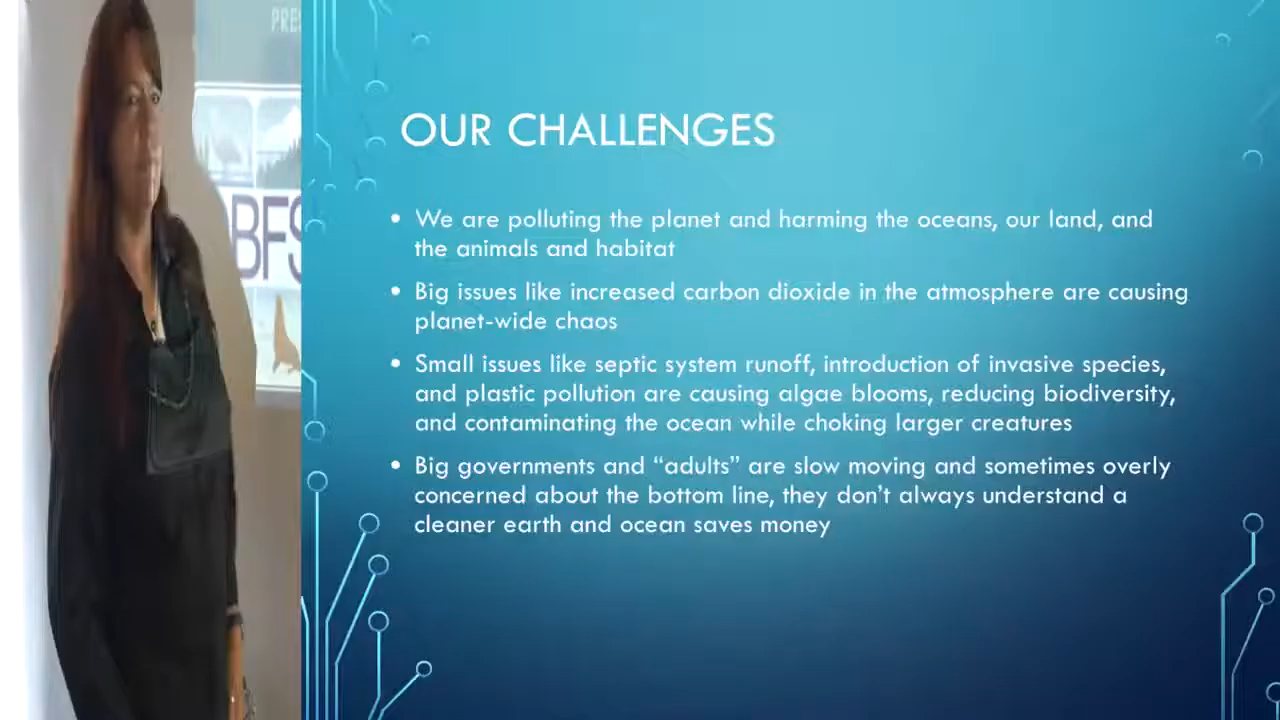 PRE
BFS
OUR CHALLENGES
• We are polluting the planet and harming the oceans, our land, and
the animals and habitat
• Big issues like increased carbon dioxide in the atmosphere are causing
planet-wide chaos
• Small issues like septic system runoff, introduction of invasive species,
and plastic pollution are causing algae blooms, reducing biodiversity,
and contaminating the ocean while choking larger creatures
• Big governments and “adults” are slow moving and sometimes overly
concerned about the bottom line, they don’t always understand a
cleaner earth and ocean saves money